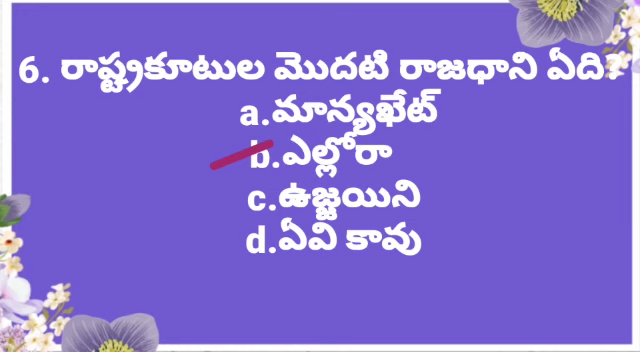 6. రాష్ట్రకూటుల మొదటి రాజధాని ఏది?
a.మాన్యఖేట్
b.ఎల్లోరా
c.ఉజ్జయిని
d.ఏవి కావు